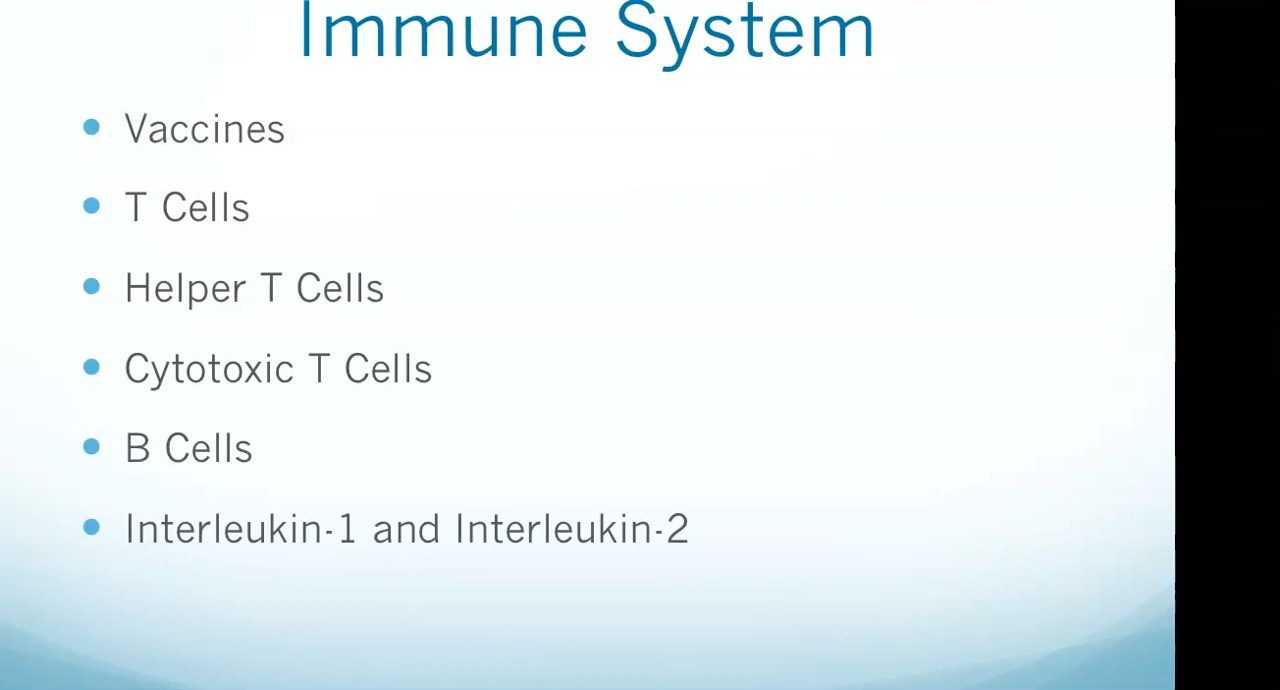 Immune System
• Vaccines
• T Cells
• Helper T Cells
• Cytotoxic T Cells
• B Cells
• Interleukin-1 and Interleukin-2